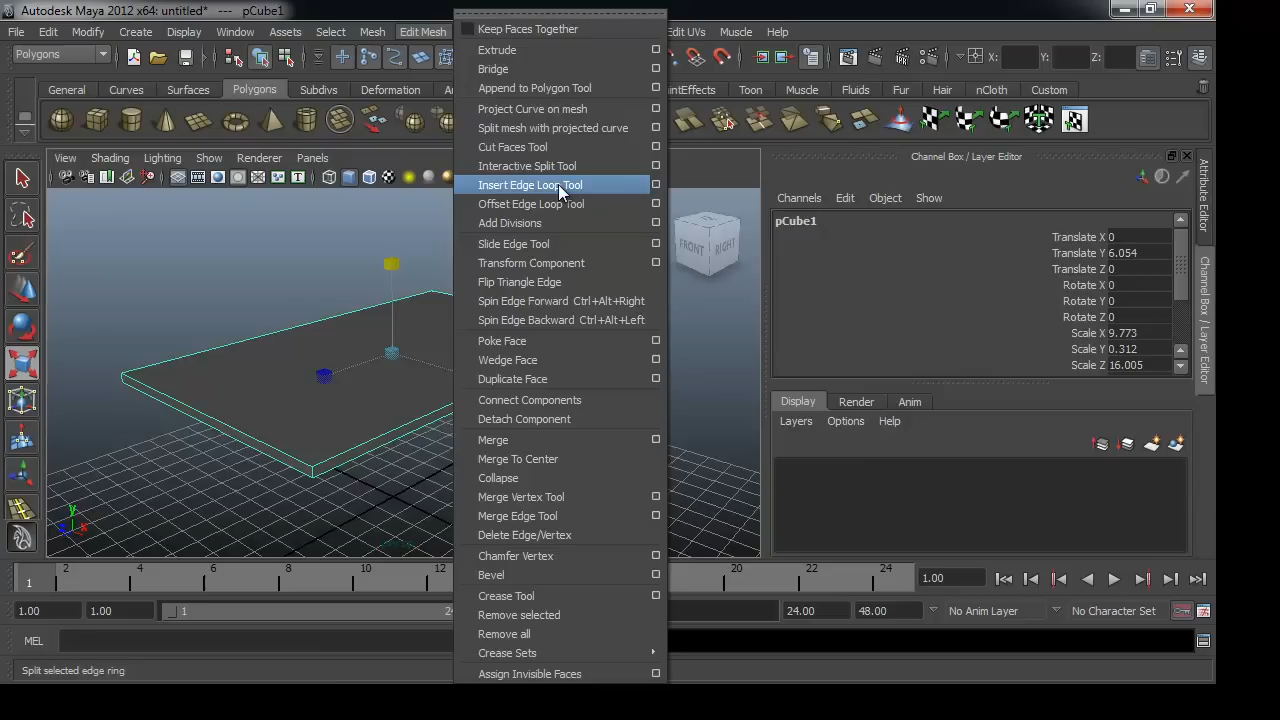 Autodesk Maya 2012 x64: untitled* --- pCube1
File Edit Modify Create Display Window Assets Select Mesh Edit Mesh Edit UVs Muscle Help
Polygons
X: Y: Z:
General Curves Surfaces Polygons Subdivs Deformation Toon Muscle Fluids Fur Hair nCloth Custom
View Shading Lighting Show Renderer Panels
Keep Faces Together
Extrude
Bridge
Append to Polygon Tool
Project Curve on mesh
Split mesh with projected curve
Cut Faces Tool
Interactive Split Tool
Insert Edge Loop Tool
Offset Edge Loop Tool
Add Divisions
Slide Edge Tool
Transform Component
Flip Triangle Edge
Spin Edge Forward Ctrl+Alt+Right
Spin Edge Backward Ctrl+Alt+Left
Poke Face
Wedge Face
Duplicate Face
Connect Components
Detach Component
Merge
Merge To Center
Collapse
Merge Vertex Tool
Merge Edge Tool
Delete Edge/Vertex
Chamfer Vertex
Bevel
Crease Tool
Remove selected
Remove all
Crease Sets
Assign Invisible Faces
FRONT RIGHT
y
z x
Channel Box / Layer Editor
Channels Edit Object Show
pCube1
Translate X 0
Translate Y 6.054
Translate Z 0
Rotate X 0
Rotate Y 0
Rotate Z 0
Scale X 9.773
Scale Y 0.312
Scale Z 16.005
Display Render Anim
Layers Options Help
Attribute Editor
Channel Box / Layer Editor
1 2 4 6 8 10 12 20 22 24
1.00
1.00 1.00 1 24.00 48.00 No Anim Layer No Character Set
MEL
Split selected edge ring